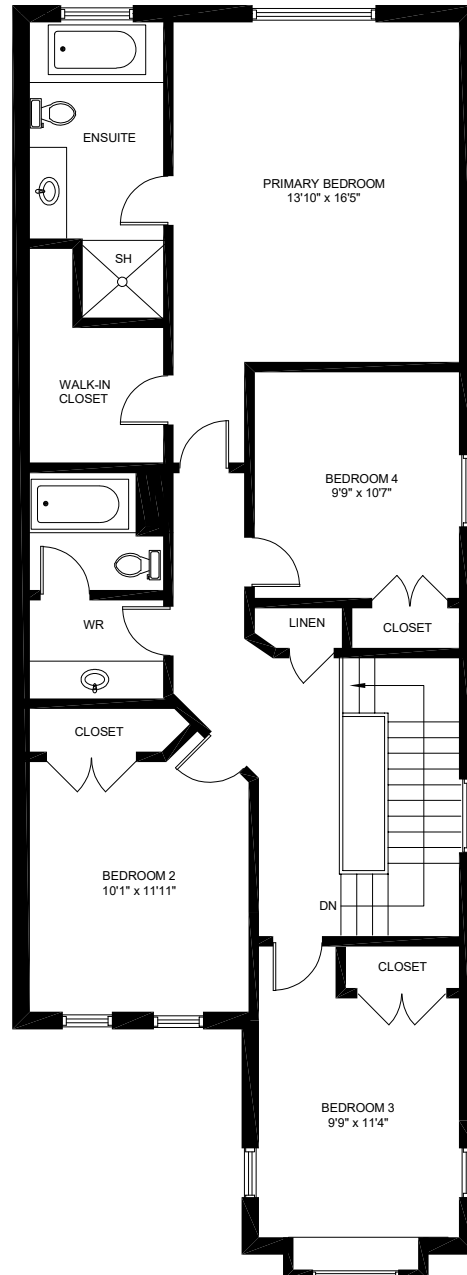 ENSUITE
PRIMARY BEDROOM
13'10" x 16'5"
SH
WALK-IN
CLOSET
BEDROOM 4
9'9" x 10'7"
WR
LINEN
CLOSET
CLOSET
BEDROOM 2
10'1" x 11'11"
DN
CLOSET
BEDROOM 3
9'9" x 11'4"